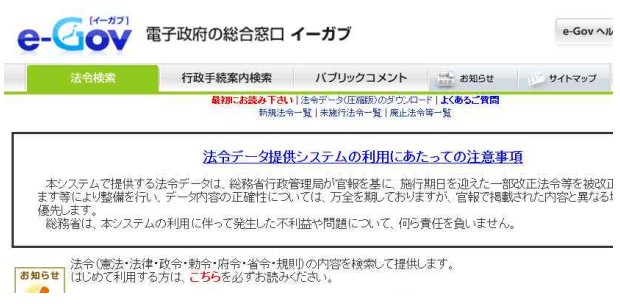 [イーガブ]
e-Gov 電子政府の総合窓口 イーガブ
e-Gov ヘル
法令検索 行政手続案内検索 パブリックコメント お知らせ サイトマップ
最初にお読み下さい | 法令データ(圧縮版)のダウンロード | よくあるご質問
新規法令一覧 | 未施行法令一覧 | 廃止法令等一覧
法令データ提供システムの利用にあたっての注意事項
本システムで提供する法令データは、総務省行政管理局が官報を基に、施行期日を迎えた一部改正法令等を被改正
ます等により整備を行い、データ内容の正確性については、万全を期しておりますが、官報で掲載された内容と異なる
優先します。
総務省は、本システムの利用に伴って発生した不利益や問題について、何ら責任を負いません。
お知らせ
法令(憲法・法律・政令・勅令・府令・省令・規則)の内容を検索して提供します。
はじめて利用する方は、こちらを必ずお読みください。